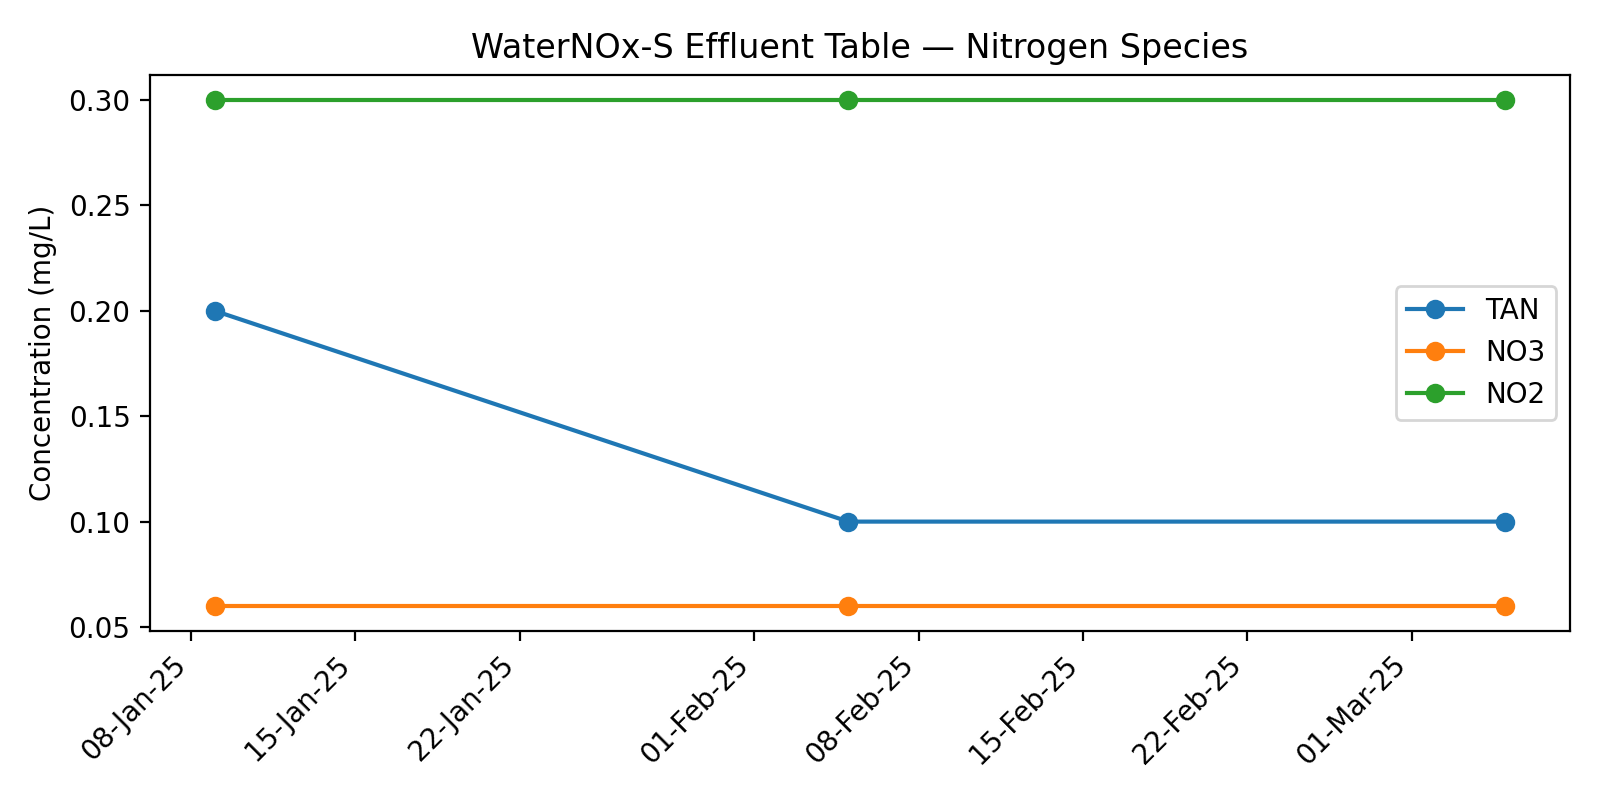 WaterNOx-S Effluent Table — Nitrogen Species
Concentration (mg/L)
0.30
0.25
0.20
0.15
0.10
0.05
TAN
NO3
NO2
08-Jan-25
15-Jan-25
22-Jan-25
01-Feb-25
08-Feb-25
15-Feb-25
22-Feb-25
01-Mar-25